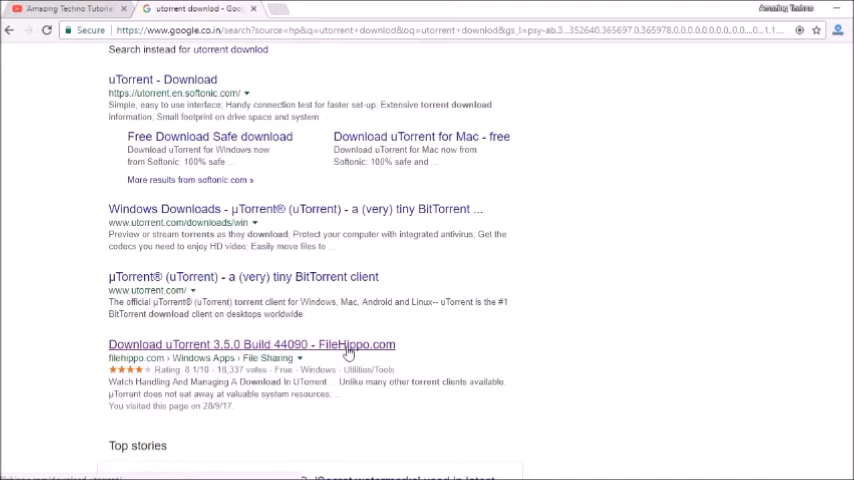 Amazing Techno Tutorial
utorrent downlod - Goo
Amazing Techno
Secure
https://www.google.co.in/search?source=hp&q=utorrent+downlod&oq=utorrent+downlod&gs_l=psy-ab.3...352640.365697.0.365978.0.0.0.0.0.0.0.0..0.0....0...1.1....
Search instead for utorrent downlod
uTorrent - Download
https://utorrent.en.softonic.com/
Simple, easy to use interface; Handy connection test for faster set-up. Extensive torrent download
information, Small footprint on drive space and system ...
Free Download Safe download
Download uTorrent for Mac - free
Download uTorrent for Windows now
Download uTorrent for Mac now from
from Softonic: 100% safe ...
Softonic: 100% safe and ...
More results from softonic.com »
Windows Downloads - µTorrent® (uTorrent) - a (very) tiny BitTorrent ...
www.utorrent.com/downloads/win
Preview or stream torrents as they download; Protect your computer with integrated antivirus; Get the
codecs you need to enjoy HD video; Easily move files to ...
µTorrent® (uTorrent) - a (very) tiny BitTorrent client
www.utorrent.com/
The official µTorrent® (uTorrent) torrent client for Windows, Mac, Android and Linux-- uTorrent is the #1
BitTorrent download client on desktops worldwide
Download uTorrent 3.5.0 Build 44090 - FileHippo.com
filehippo.com › Windows Apps › File Sharing
Rating: 8.1/10 - 18,337 votes - Free - Windows - Utilities/Tools
Watch Handling And Managing A Download In UTorrent ... Unlike many other torrent clients available,
µTorrent does not eat away at valuable system resources, ...
You visited this page on 28/9/17.
Top stories